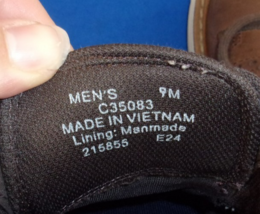 MEN'S 9M
C35083
MADE IN VIETNAM
Lining: Manmade
215855 E24